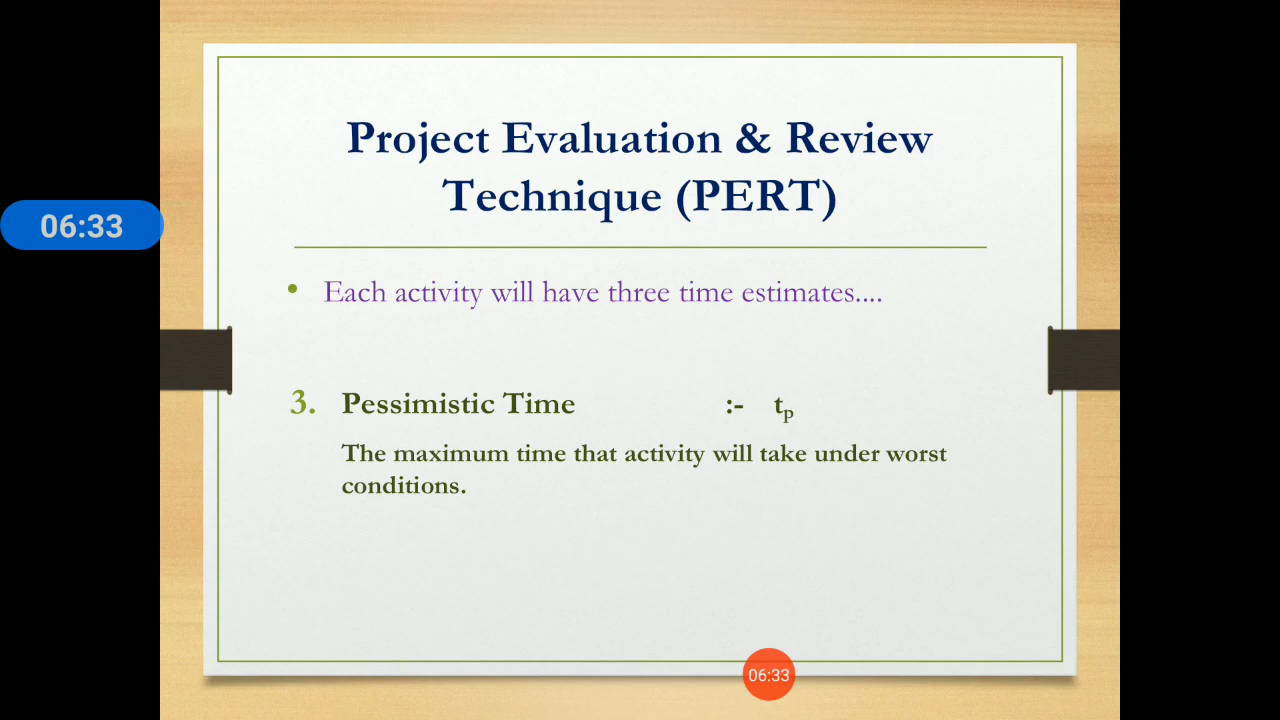 Project Evaluation & Review
Technique (PERT)
06:33
• Each activity will have three time estimates....
3. Pessimistic Time :- tp
The maximum time that activity will take under worst
conditions.
06:33